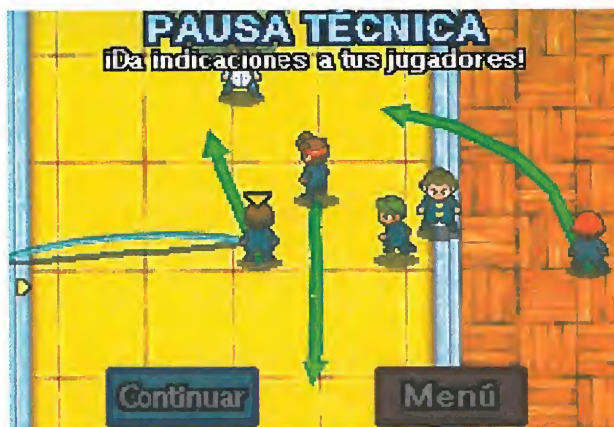 PAUSA TÉCNICA
¡Da indicaciones a tus jugadores!
Continuar
Menú